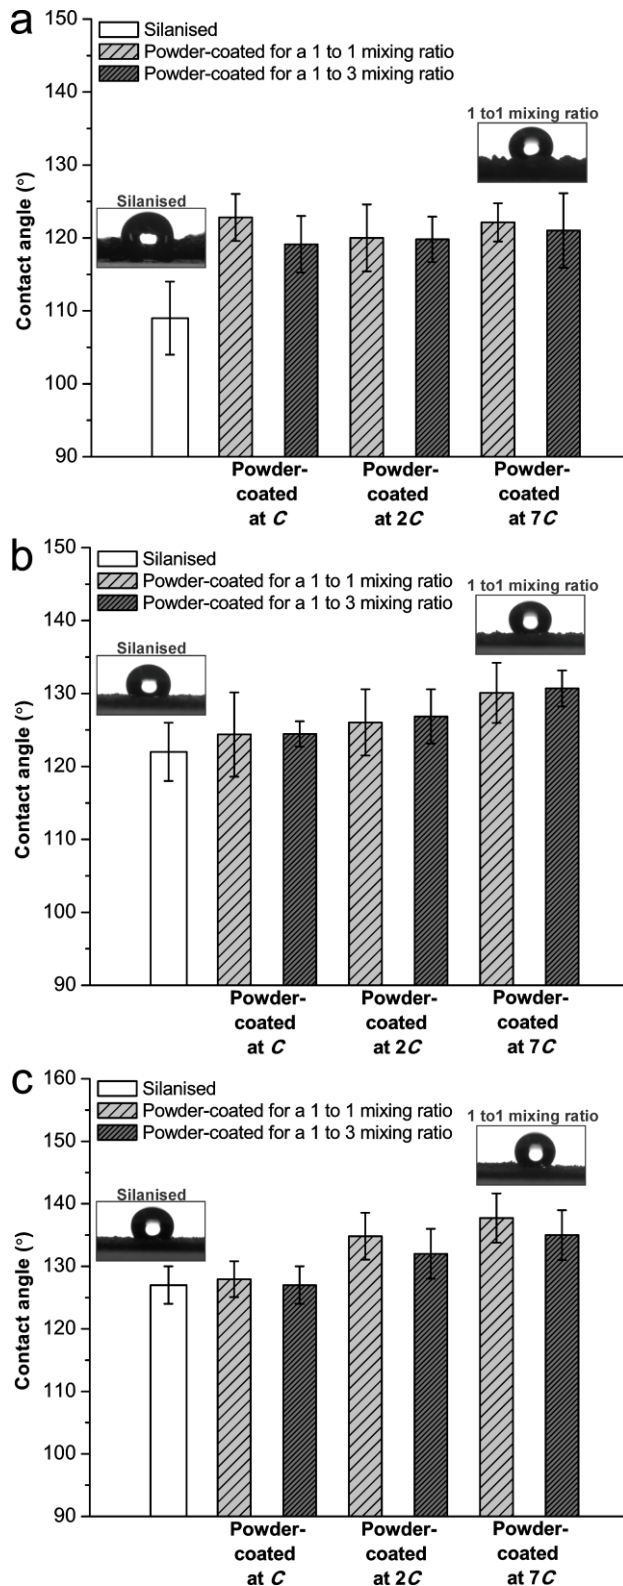 a
150
140
130
120
110
100
90
Contact angle (°)
Silanised
Powder-coated for a 1 to 1 mixing ratio
Powder-coated for a 1 to 3 mixing ratio
1 to1 mixing ratio
Silanised
Powder-
coated
at C
Powder-
coated
at 2C
Powder-
coated
at 7C
b
150
140
130
120
110
100
90
Contact angle (°)
Silanised
Powder-coated for a 1 to 1 mixing ratio
Powder-coated for a 1 to 3 mixing ratio
1 to1 mixing ratio
Silanised
Powder-
coated
at C
Powder-
coated
at 2C
Powder-
coated
at 7C
c
160
150
140
130
120
110
100
90
Contact angle (°)
Silanised
Powder-coated for a 1 to 1 mixing ratio
Powder-coated for a 1 to 3 mixing ratio
1 to1 mixing ratio
Silanised
Powder-
coated
at C
Powder-
coated
at 2C
Powder-
coated
at 7C